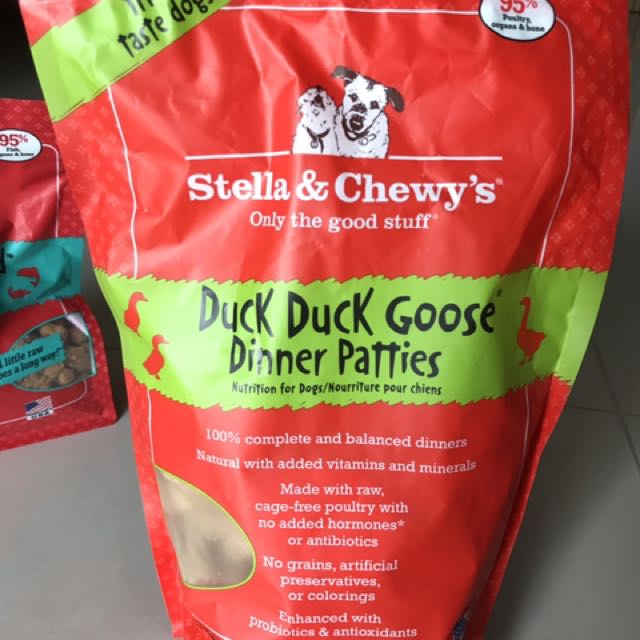 taste dogs
95%
Poultry,
organs & bone
Stella & Chewy's®
Only the good stuff®
Duck Duck Goose®
Dinner Patties
Nutrition for Dogs/Nourriture pour chiens
100% complete and balanced dinners
Natural with added vitamins and minerals
Made with raw,
cage-free poultry with
no added hormones*
or antibiotics
No grains, artificial
preservatives,
or colorings
Enhanced with
probiotics & antioxidants
95%
Fish,
& bone
little raw
goes a long way!"
USA